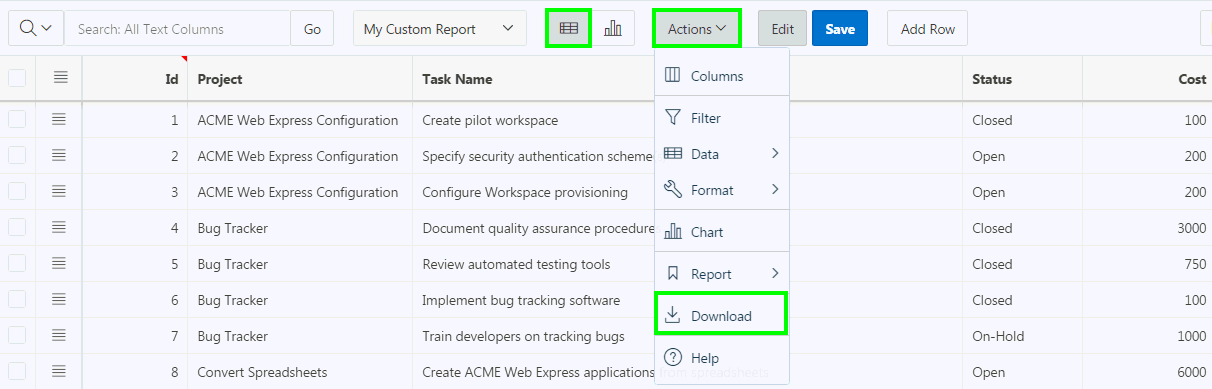 Search: All Text Columns Go My Custom Report Actions Edit Save Add Row
Id Project Task Name Status Cost
1 ACME Web Express Configuration Create pilot workspace Closed 100
2 ACME Web Express Configuration Specify security authentication scheme Open 200
3 ACME Web Express Configuration Configure Workspace provisioning Open 200
4 Bug Tracker Document quality assurance procedure Closed 3000
5 Bug Tracker Review automated testing tools Closed 750
6 Bug Tracker Implement bug tracking software Closed 100
7 Bug Tracker Train developers on tracking bugs On-Hold 1000
8 Convert Spreadsheets Create ACME Web Express applications from spreadsheets Open 6000
Columns
Filter
Data
Format
Chart
Report
Download
Help